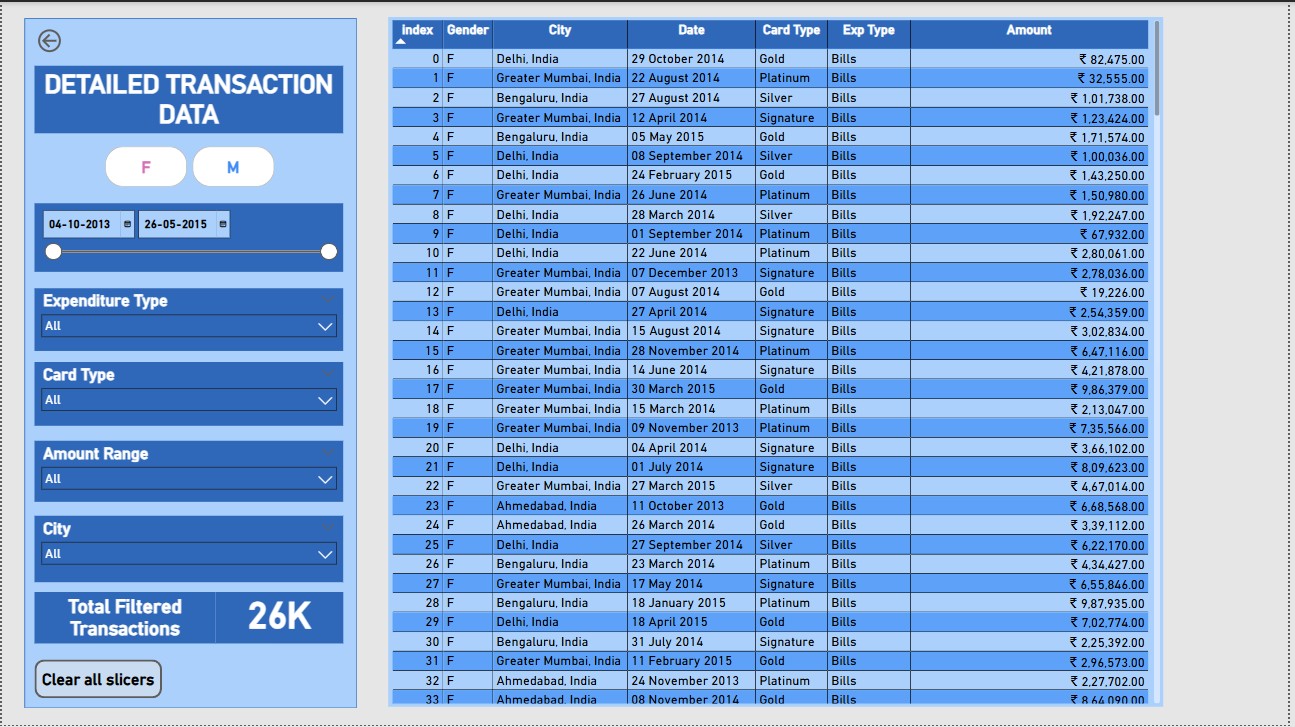 DETAILED TRANSACTION
DATA
F M
04-10-2013 26-05-2015
Expenditure Type
All
Card Type
All
Amount Range
All
City
All
Total Filtered
Transactions
26K
Clear all slicers
index Gender City Date Card Type Exp Type Amount
0 F Delhi, India 29 October 2014 Gold Bills ₹ 82,475.00
1 F Greater Mumbai, India 22 August 2014 Platinum Bills ₹ 32,555.00
2 F Bengaluru, India 27 August 2014 Silver Bills ₹ 1,01,738.00
3 F Greater Mumbai, India 12 April 2014 Signature Bills ₹ 1,23,424.00
4 F Bengaluru, India 05 May 2015 Gold Bills ₹ 1,71,574.00
5 F Delhi, India 08 September 2014 Silver Bills ₹ 1,00,036.00
6 F Delhi, India 24 February 2015 Gold Bills ₹ 1,43,250.00
7 F Greater Mumbai, India 26 June 2014 Platinum Bills ₹ 1,50,980.00
8 F Delhi, India 28 March 2014 Silver Bills ₹ 1,92,247.00
9 F Delhi, India 01 September 2014 Platinum Bills ₹ 67,932.00
10 F Delhi, India 22 June 2014 Platinum Bills ₹ 2,80,061.00
11 F Greater Mumbai, India 07 December 2013 Signature Bills ₹ 2,78,036.00
12 F Greater Mumbai, India 07 August 2014 Gold Bills ₹ 19,226.00
13 F Delhi, India 27 April 2014 Signature Bills ₹ 2,54,359.00
14 F Greater Mumbai, India 15 August 2014 Signature Bills ₹ 3,02,834.00
15 F Greater Mumbai, India 28 November 2014 Platinum Bills ₹ 6,47,116.00
16 F Greater Mumbai, India 14 June 2014 Signature Bills ₹ 4,21,878.00
17 F Greater Mumbai, India 30 March 2015 Gold Bills ₹ 9,86,379.00
18 F Greater Mumbai, India 15 March 2014 Platinum Bills ₹ 2,13,047.00
19 F Greater Mumbai, India 09 November 2013 Platinum Bills ₹ 7,35,566.00
20 F Delhi, India 04 April 2014 Signature Bills ₹ 3,66,102.00
21 F Delhi, India 01 July 2014 Signature Bills ₹ 8,09,623.00
22 F Greater Mumbai, India 27 March 2015 Silver Bills ₹ 4,67,014.00
23 F Ahmedabad, India 11 October 2013 Gold Bills ₹ 6,68,568.00
24 F Ahmedabad, India 26 March 2014 Gold Bills ₹ 3,39,112.00
25 F Delhi, India 27 September 2014 Silver Bills ₹ 6,22,170.00
26 F Bengaluru, India 23 March 2014 Platinum Bills ₹ 4,34,427.00
27 F Greater Mumbai, India 17 May 2014 Signature Bills ₹ 6,55,846.00
28 F Bengaluru, India 18 January 2015 Platinum Bills ₹ 9,87,935.00
29 F Delhi, India 18 April 2015 Gold Bills ₹ 7,02,774.00
30 F Bengaluru, India 31 July 2014 Signature Bills ₹ 2,25,392.00
31 F Greater Mumbai, India 11 February 2015 Gold Bills ₹ 2,96,573.00
32 F Ahmedabad, India 24 November 2013 Platinum Bills ₹ 2,27,702.00
33 F Ahmedabad, India 08 November 2014 Gold Bills ₹ 8,64,090.00